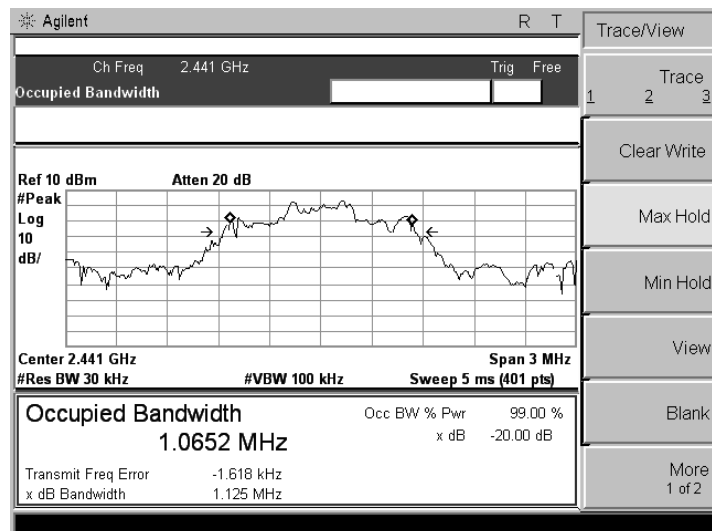 Agilent R T
Ch Freq 2.441 GHz Trig Free
Occupied Bandwidth
Ref 10 dBm Atten 20 dB
#Peak
Log
10
dB/
Center 2.441 GHz Span 3 MHz
#Res BW 30 kHz #VBW 100 kHz Sweep 5 ms (401 pts)
Occupied Bandwidth Occ BW % Pwr 99.00 %
1.0652 MHz x dB -20.00 dB
Transmit Freq Error -1.618 kHz
x dB Bandwidth 1.125 MHz
Trace/View
Trace
1 2 3
Clear Write
Max Hold
Min Hold
View
Blank
More
1 of 2